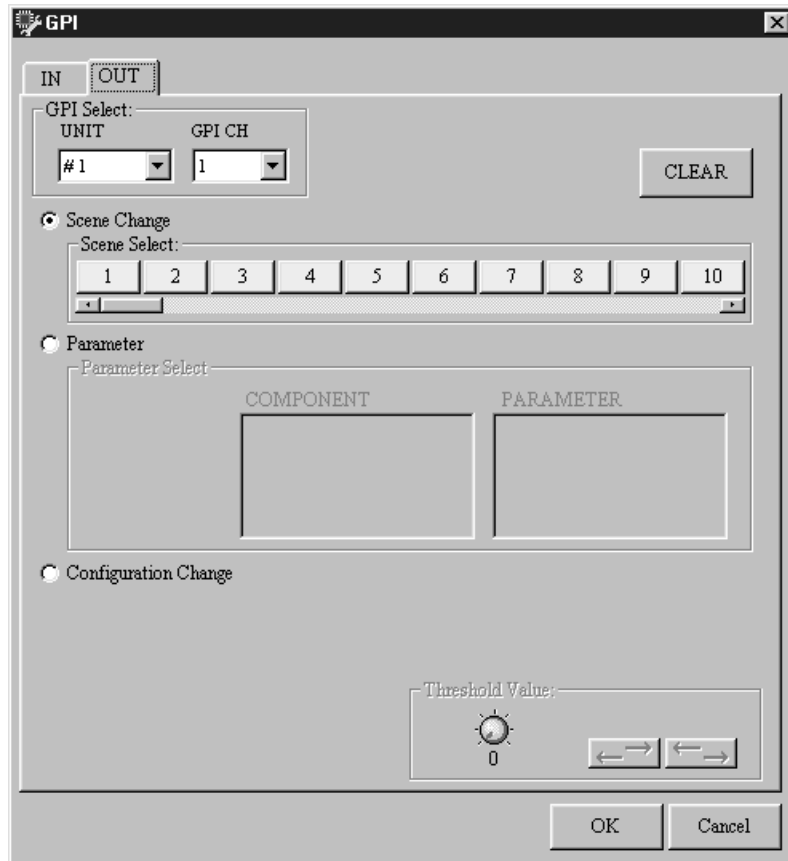 GPI
IN OUT
GPI Select:
UNIT GPI CH
#1 1
CLEAR
Scene Change
Scene Select:
1 2 3 4 5 6 7 8 9 10
Parameter
Parameter Select
COMPONENT PARAMETER
Configuration Change
Threshold Value:
0
OK Cancel